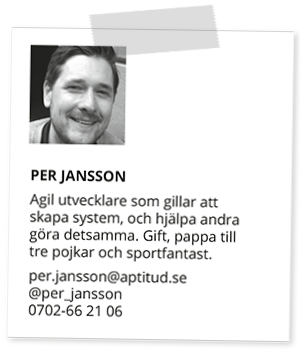 PER JANSSON
Agil utvecklare som gillar att
skapa system, och hjälpa andra
göra detsamma. Gift, pappa till
tre pojkar och sportfantast.
per.jansson@aptitud.se
@per_jansson
0702-66 21 06